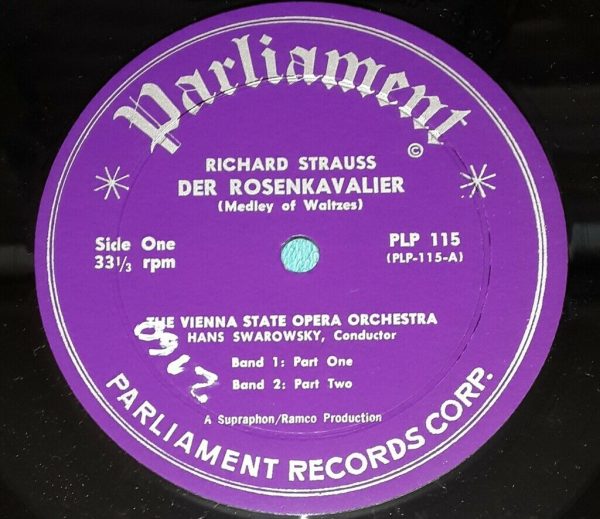 Parliament
©
RICHARD STRAUSS
DER ROSENKAVALIER
(Medley of Waltzes)
Side One
33⅓ rpm
PLP 115
(PLP-115-A)
THE VIENNA STATE OPERA ORCHESTRA
HANS SWAROWSKY, Conductor
Band 1: Part One
Band 2: Part Two
A Supraphon/Ramco Production
PARLIAMENT RECORDS CORP.